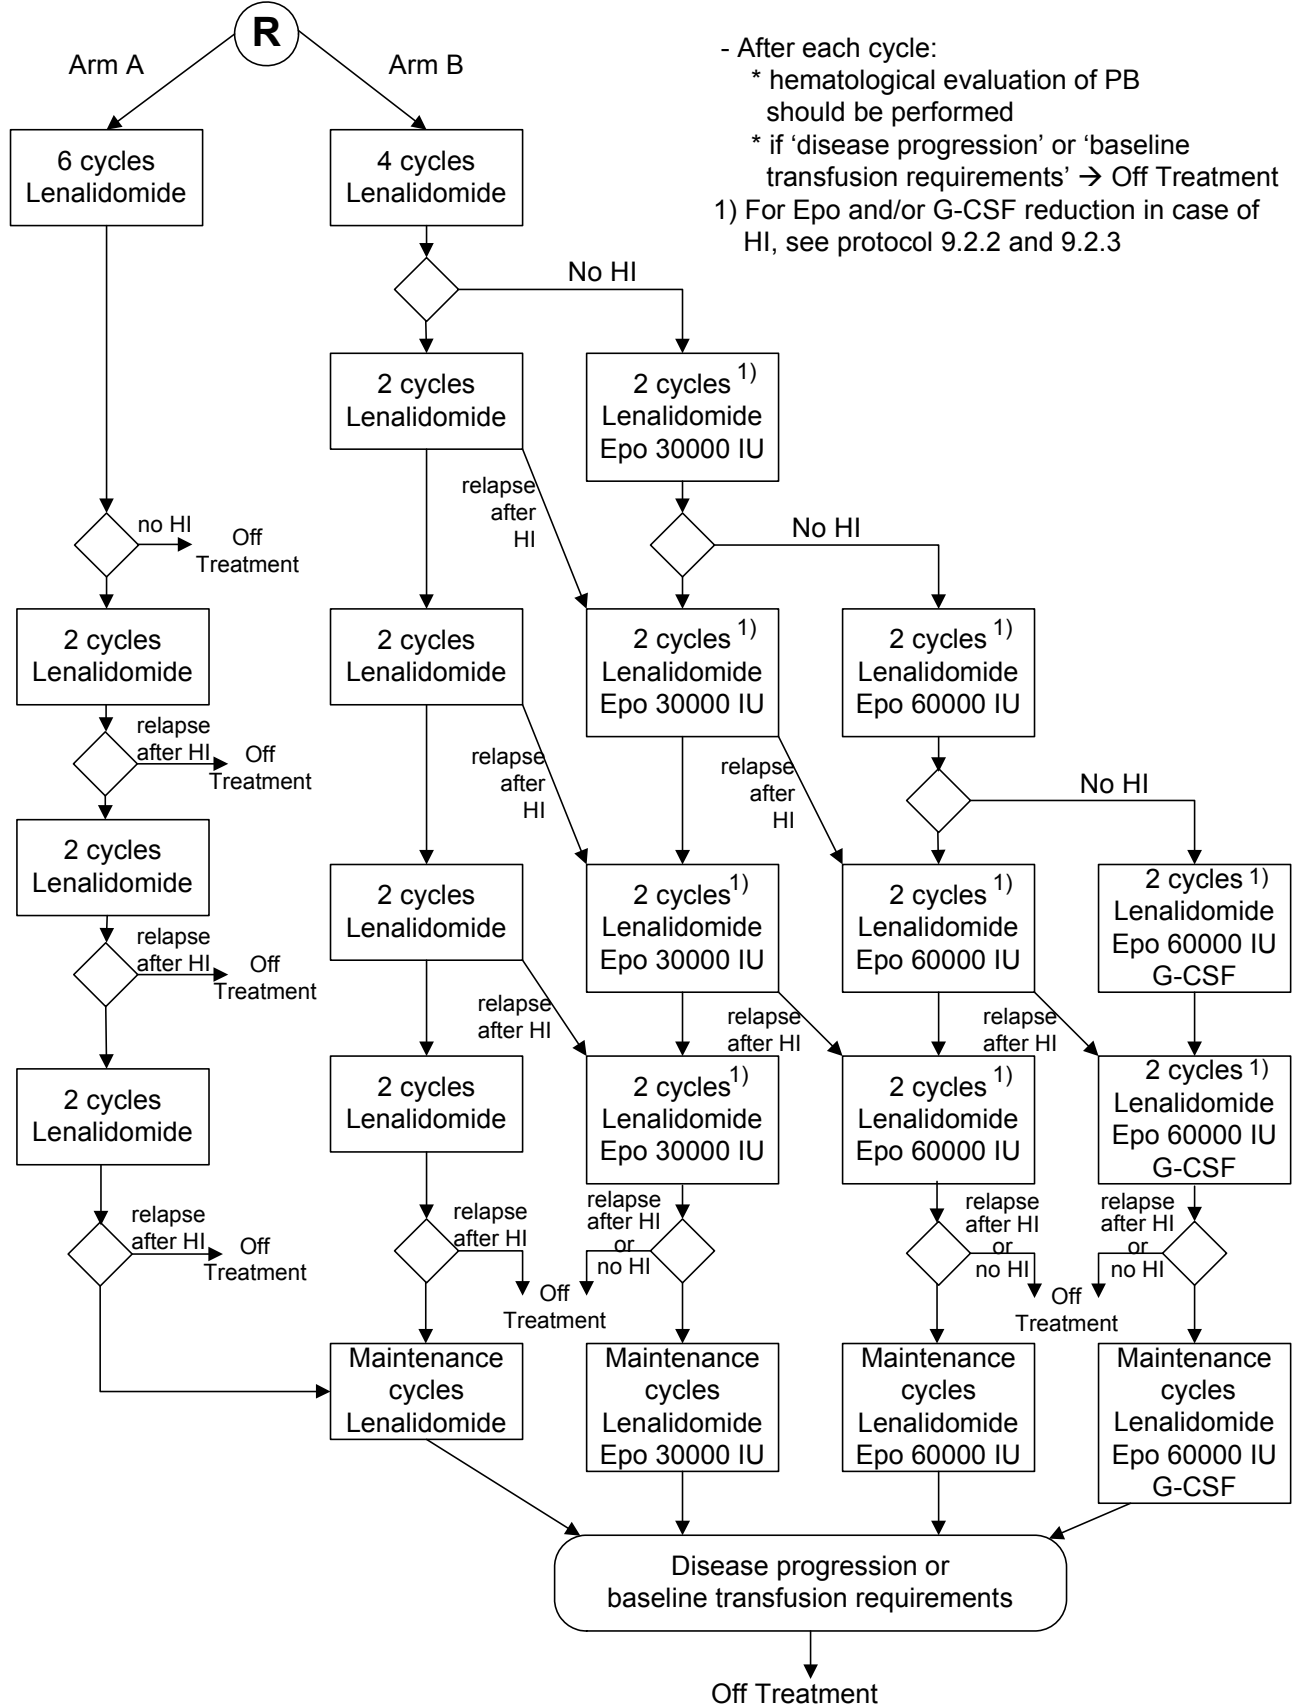 R
Arm A
Arm B
- After each cycle:
* hematological evaluation of PB
should be performed
* if ‘disease progression’ or ‘baseline
transfusion requirements’ → Off Treatment
1) For Epo and/or G-CSF reduction in case of
HI, see protocol 9.2.2 and 9.2.3
6 cycles
Lenalidomide
4 cycles
Lenalidomide
No HI
2 cycles
Lenalidomide
2 cycles 1)
Lenalidomide
Epo 30000 IU
relapse
after
HI
no HI
Off
Treatment
No HI
2 cycles
Lenalidomide
2 cycles
Lenalidomide
2 cycles 1)
Lenalidomide
Epo 30000 IU
2 cycles 1)
Lenalidomide
Epo 60000 IU
relapse
after HI
Off
Treatment
relapse
after
HI
relapse
after
HI
No HI
2 cycles
Lenalidomide
2 cycles
Lenalidomide
2 cycles 1)
Lenalidomide
Epo 30000 IU
2 cycles 1)
Lenalidomide
Epo 60000 IU
2 cycles 1)
Lenalidomide
Epo 60000 IU
G-CSF
relapse
after HI
Off
Treatment
relapse
after HI
relapse
after HI
relapse
after HI
2 cycles
Lenalidomide
2 cycles
Lenalidomide
2 cycles 1)
Lenalidomide
Epo 30000 IU
2 cycles 1)
Lenalidomide
Epo 60000 IU
2 cycles 1)
Lenalidomide
Epo 60000 IU
G-CSF
relapse
after HI
Off
Treatment
relapse
after HI
relapse
after HI
or
no HI
Off
Treatment
relapse
after HI
or
no HI
relapse
after HI
or
no HI
Off
Treatment
Maintenance
cycles
Lenalidomide
Maintenance
cycles
Lenalidomide
Epo 30000 IU
Maintenance
cycles
Lenalidomide
Epo 60000 IU
Maintenance
cycles
Lenalidomide
Epo 60000 IU
G-CSF
Disease progression or
baseline transfusion requirements
Off Treatment